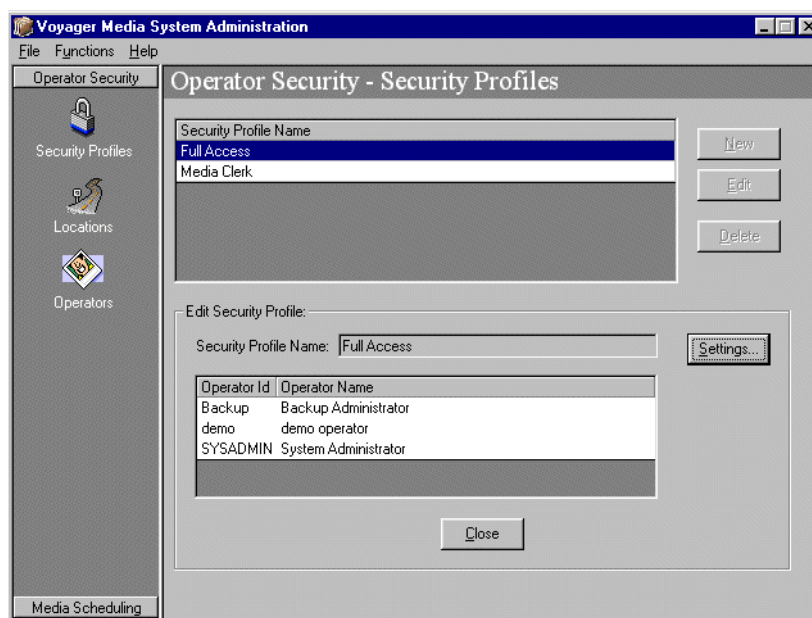 Voyager Media System Administration
File Functions Help
Operator Security
Security Profiles
Locations
Operators
Media Scheduling
Operator Security - Security Profiles
Security Profile Name
Full Access
Media Clerk
New
Edit
Delete
Edit Security Profile:
Security Profile Name: Full Access
Settings...
Operator Id Operator Name
Backup Backup Administrator
demo demo operator
SYSADMIN System Administrator
Close